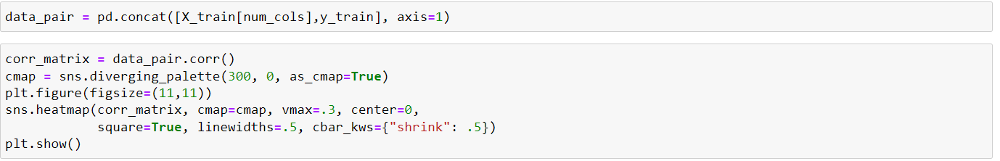 data_pair = pd.concat([X_train[num_cols],y_train], axis=1)
corr_matrix = data_pair.corr()
cmap = sns.diverging_palette(300, 0, as_cmap=True)
plt.figure(figsize=(11,11))
sns.heatmap(corr_matrix, cmap=cmap, vmax=.3, center=0,
            square=True, linewidths=.5, cbar_kws={"shrink": .5})
plt.show()